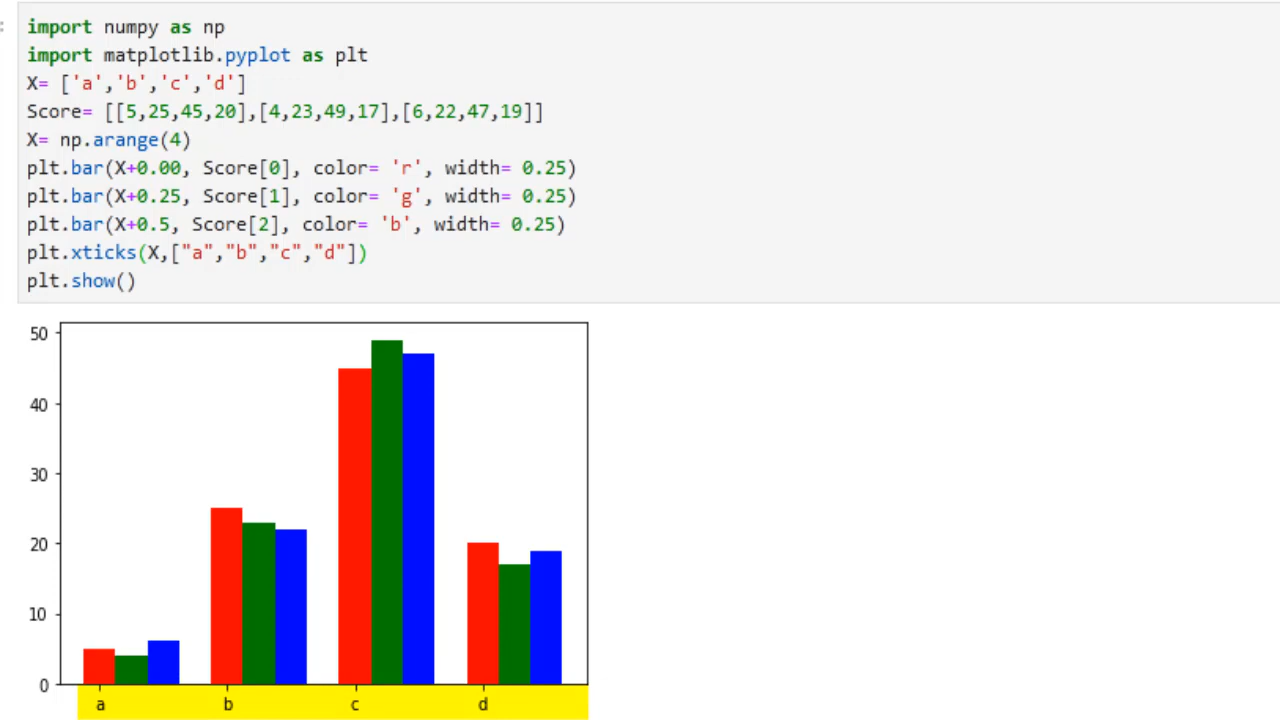 import numpy as np
import matplotlib.pyplot as plt
X= ['a','b','c','d']
Score= [[5,25,45,20],[4,23,49,17],[6,22,47,19]]
X= np.arange(4)
plt.bar(X+0.00, Score[0], color= 'r', width= 0.25)
plt.bar(X+0.25, Score[1], color= 'g', width= 0.25)
plt.bar(X+0.5, Score[2], color= 'b', width= 0.25)
plt.xticks(X,["a","b","c","d"])
plt.show()
50
40
30
20
10
0
a b c d